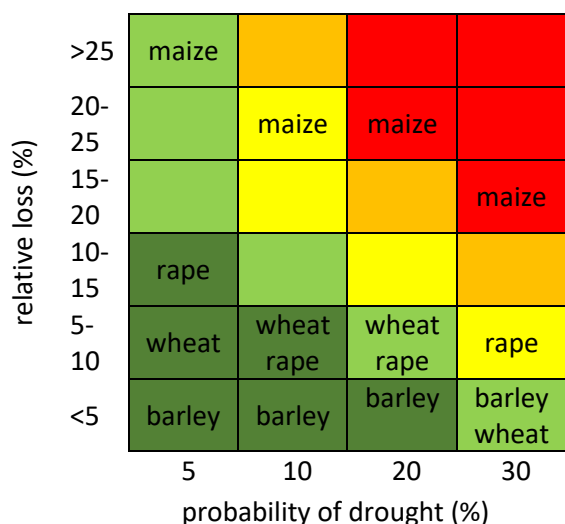 relative loss (%)
>25
maize
20-
25
maize
maize
15-
20
maize
10-
15
rape
5-
10
wheat
wheat
rape
wheat
rape
rape
<5
barley
barley
barley
barley
wheat
5
10
20
30
probability of drought (%)